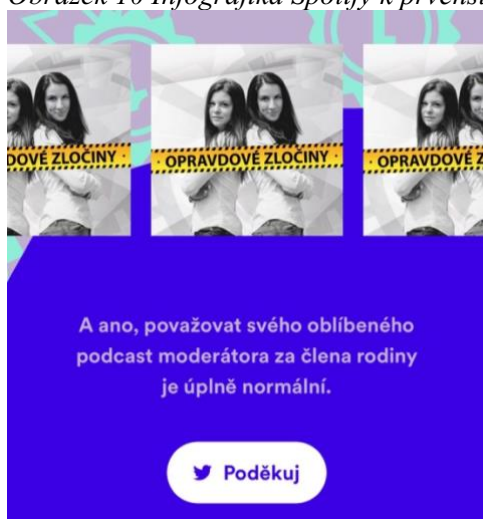 Obrázek 10 Infografika Spotify k prvenst
DOVÉ ZLOČINY · OPRAVDOVÉ ZLOČINY · OPRAVDOVÉ Z
A ano, považovat svého oblíbeného
podcast moderátora za člena rodiny
je úplně normální.
Poděkuj